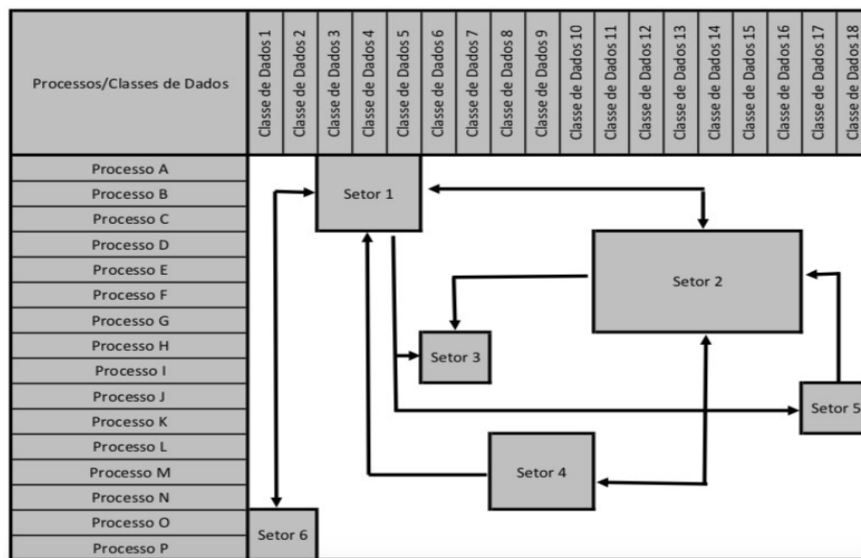 Processos/Classes de Dados
Classe de Dados 1
Classe de Dados 2
Classe de Dados 3
Classe de Dados 4
Classe de Dados 5
Classe de Dados 6
Classe de Dados 7
Classe de Dados 8
Classe de Dados 9
Classe de Dados 10
Classe de Dados 11
Classe de Dados 12
Classe de Dados 13
Classe de Dados 14
Classe de Dados 15
Classe de Dados 16
Classe de Dados 17
Classe de Dados 18
Processo A
Processo B
Setor 1
Processo C
Processo D
Processo E
Setor 2
Processo F
Processo G
Processo H
Setor 3
Processo I
Processo J
Processo K
Setor 5
Processo L
Processo M
Setor 4
Processo N
Processo O
Setor 6
Processo P